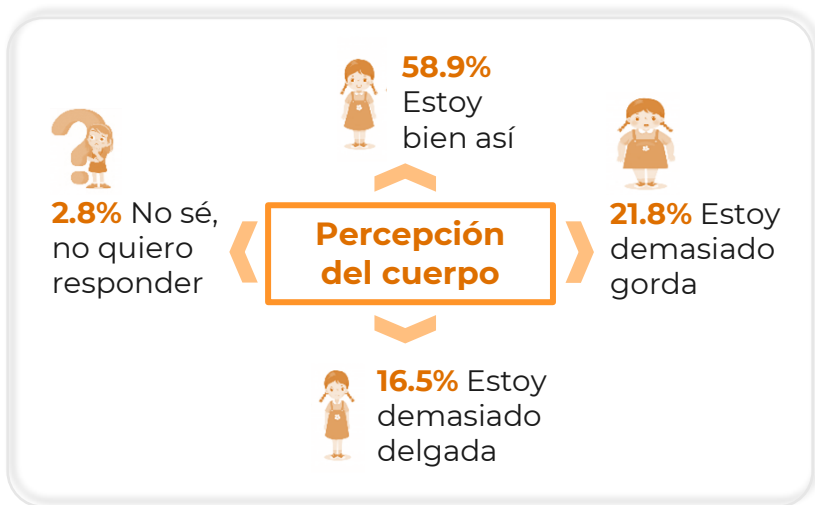 58.9%
Estoy
bien así
2.8% No sé,
no quiero
responder
Percepción
del cuerpo
21.8% Estoy
demasiado
gorda
16.5% Estoy
demasiado
delgada